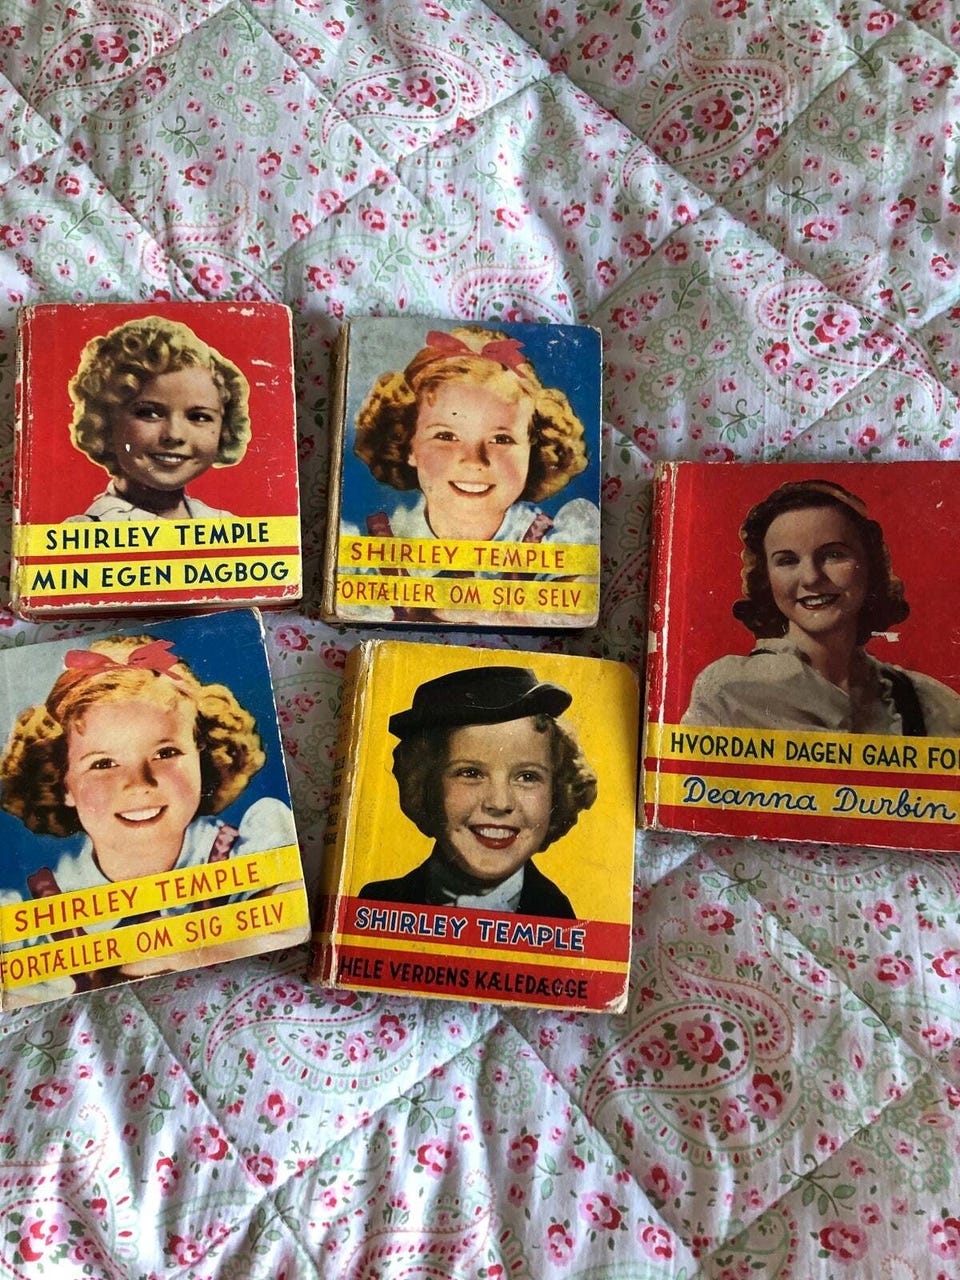 SHIRLEY TEMPLE
MIN EGEN DAGBOG
SHIRLEY TEMPLE
FORTÆLLER OM SIG SELV
HVORDAN DAGEN GAAR FOR
Deanna Durbin
SHIRLEY TEMPLE
FORTÆLLER OM SIG SELV
SHIRLEY TEMPLE
HELE VERDENS KÆLEDÆGGE